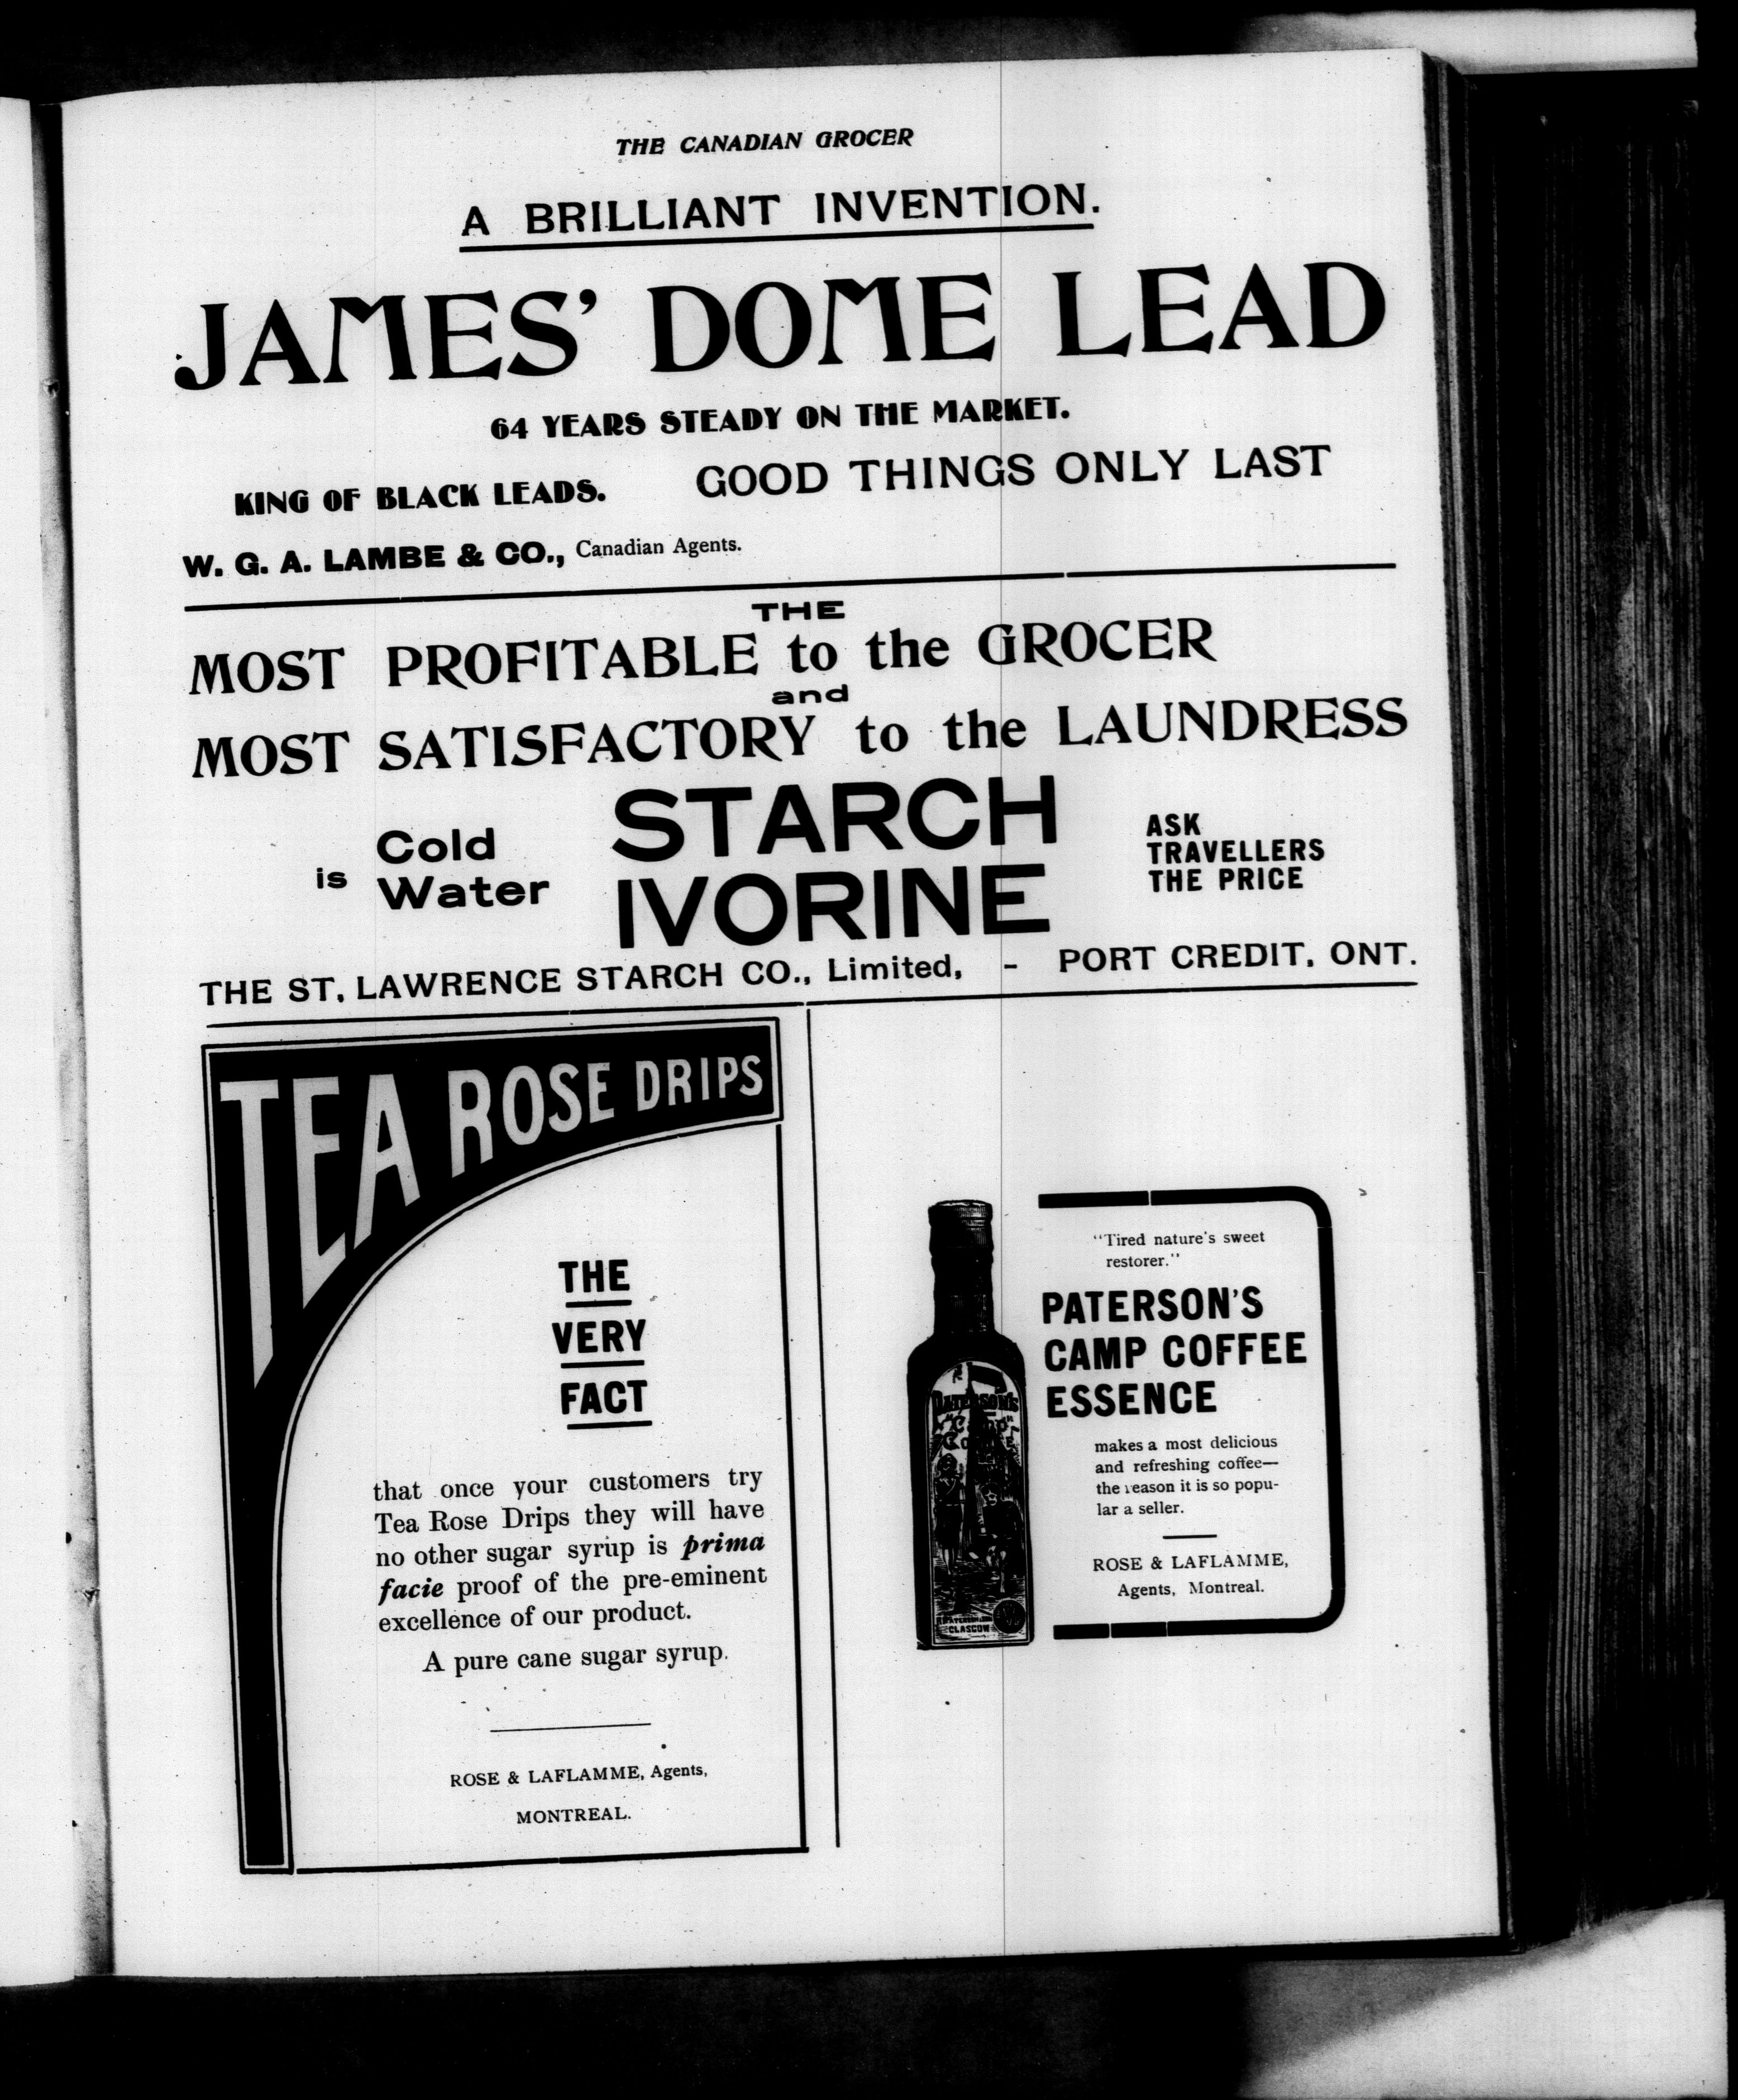 THE CANADIAN GROCER
A BRILLIANT INVENTION.
JAMES' DOME LEAD
64 YEARS STEADY ON THE MARKET.
KING OF BLACK LEADS. GOOD THINGS ONLY LAST
W. G. A. LAMBE & CO., Canadian Agents.
THE
MOST PROFITABLE to the GROCER
and
MOST SATISFACTORY to the LAUNDRESS
is Cold Water
STARCH
IVORINE
ASK
TRAVELLERS
THE PRICE
THE ST. LAWRENCE STARCH CO., Limited, - PORT CREDIT, ONT.
TEA ROSE DRIPS
THE
VERY
FACT
that once your customers try
Tea Rose Drips they will have
no other sugar syrup is prima
facie proof of the pre-eminent
excellence of our product.
A pure cane sugar syrup.
ROSE & LAFLAMME, Agents,
MONTREAL.
PATERSON'S
"Camp"
GLASGOW
"Tired nature's sweet
restorer."
PATERSON'S
CAMP COFFEE
ESSENCE
makes a most delicious
and refreshing coffee—
the reason it is so popu-
lar a seller.
ROSE & LAFLAMME,
Agents, Montreal.